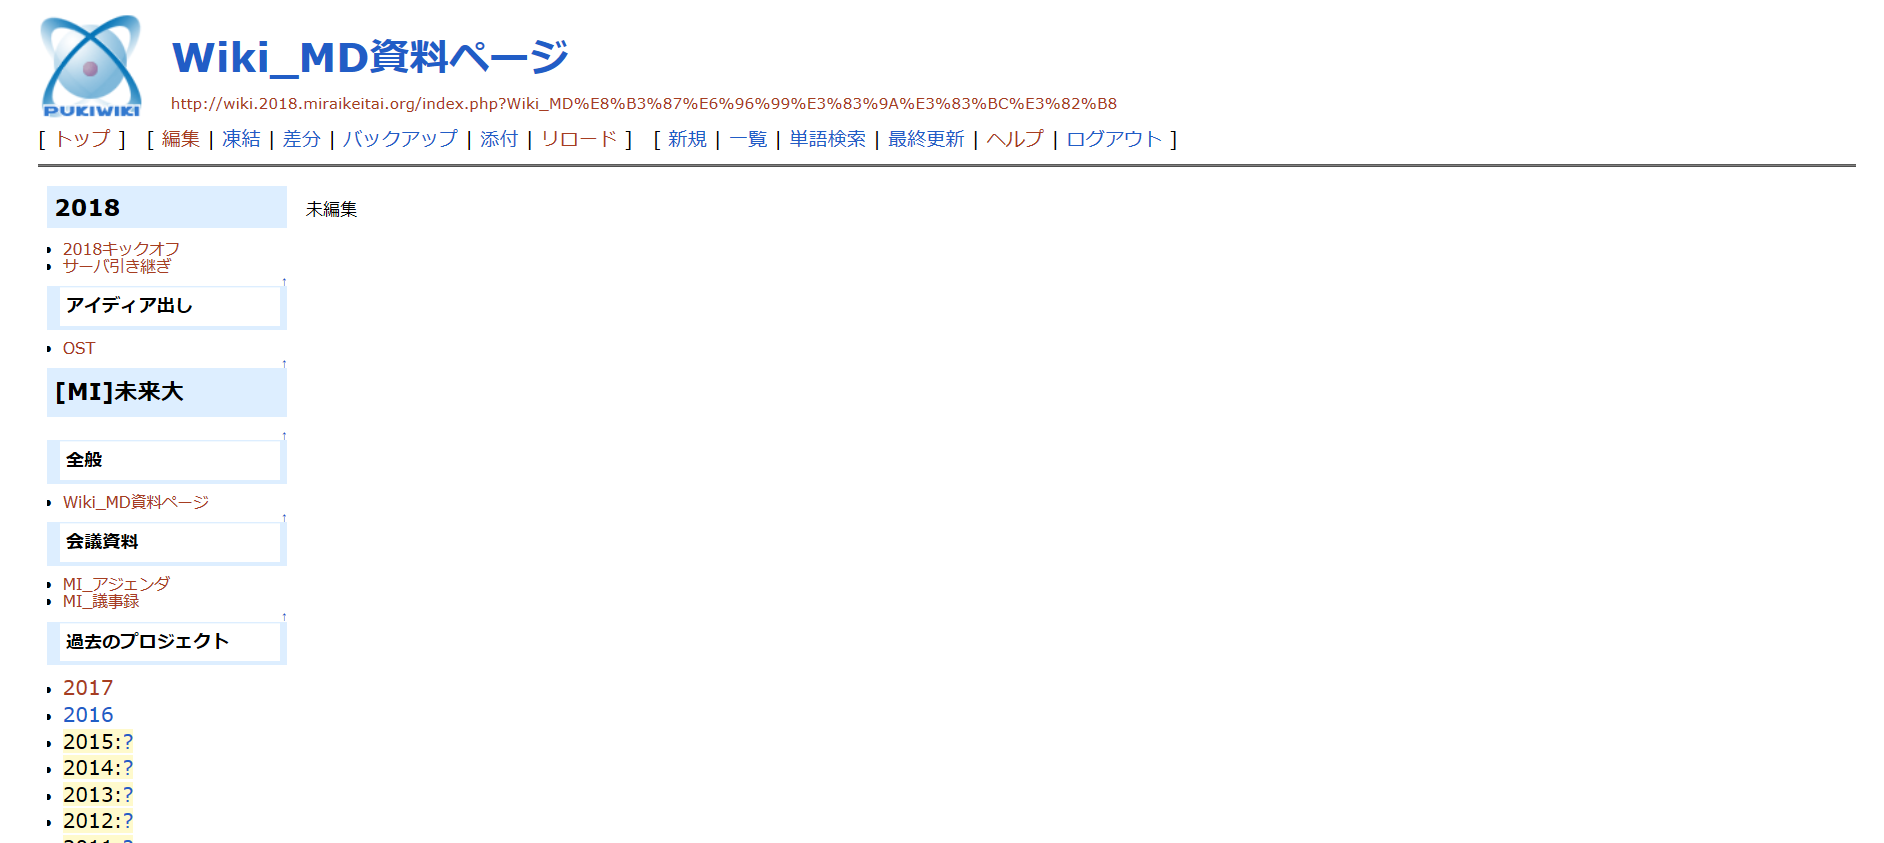 PUKIWIKI
Wiki_MD資料ページ
http://wiki.2018.miraikeitai.org/index.php?Wiki_MD%E8%B3%87%E6%96%99%E3%83%9A%E3%83%BC%E3%82%B8
[ トップ ] [ 編集 | 凍結 | 差分 | バックアップ | 添付 | リロード ] [ 新規 | 一覧 | 単語検索 | 最終更新 | ヘルプ | ログアウト ]
2018
2018キックオフ
サーバ引き継ぎ
↑
アイディア出し
OST
↑
[MI]未来大
↑
全般
Wiki_MD資料ページ
↑
会議資料
MI_アジェンダ
MI_議事録
↑
過去のプロジェクト
2017
2016
2015:?
2014:?
2013:?
2012:?
2011:?
未編集